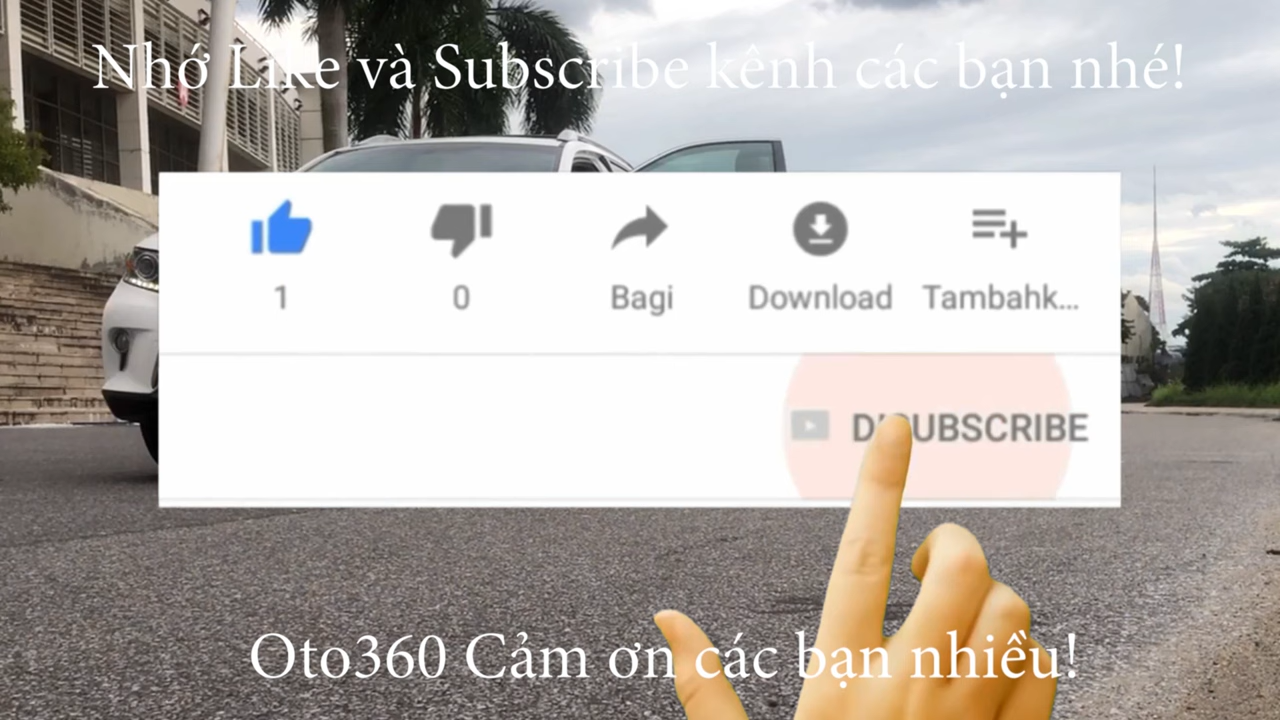 Nhớ Like và Subscribe kênh các bạn nhé!
1 0 Bagi Download Tambahk...
Oto360 Cảm ơn các bạn nhiều!